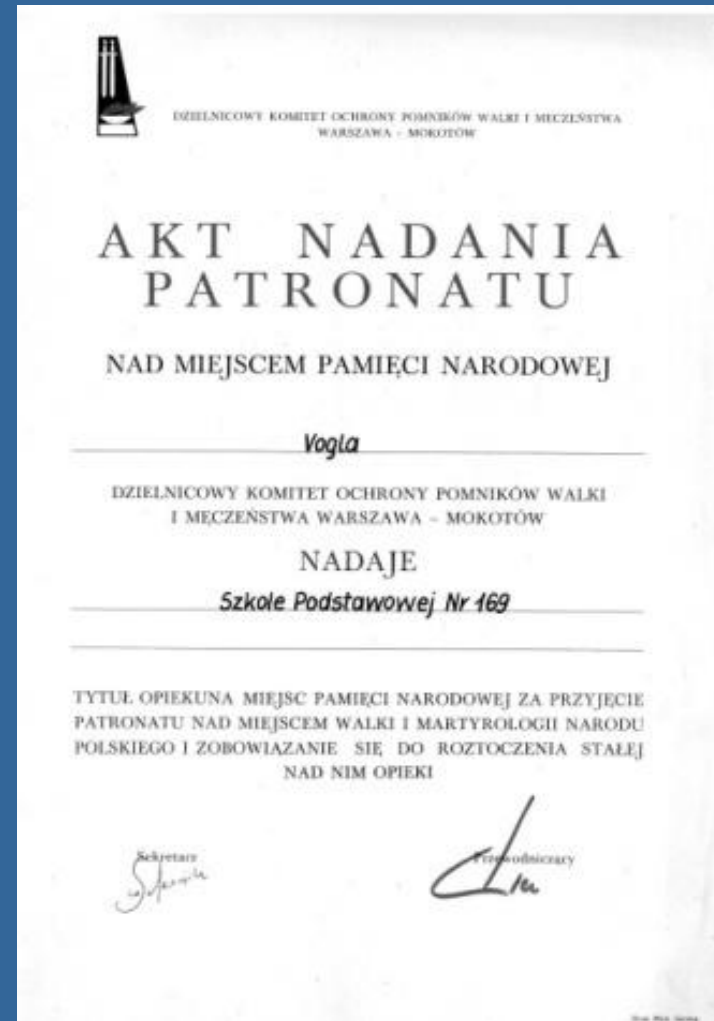 DZIELNICOWY KOMITET OCHRONY POMNIKÓW WALKI I MĘCZEŃSTWA
WARSZAWA - MOKOTÓW
AKT NADANIA
PATRONATU
NAD MIEJSCEM PAMIĘCI NARODOWEJ
Vogla
DZIELNICOWY KOMITET OCHRONY POMNIKÓW WALKI
I MĘCZEŃSTWA WARSZAWA – MOKOTÓW
NADAJE
Szkole Podstawowej Nr 169
TYTUŁ OPIEKUNA MIEJSC PAMIĘCI NARODOWEJ ZA PRZYJĘCIE
PATRONATU NAD MIEJSCEM WALKI I MARTYROLOGII NARODU
POLSKIEGO I ZOBOWIĄZANIE SIĘ DO ROZTOCZENIA STAŁEJ
NAD NIM OPIEKI
Sekretarz
Przewodniczący